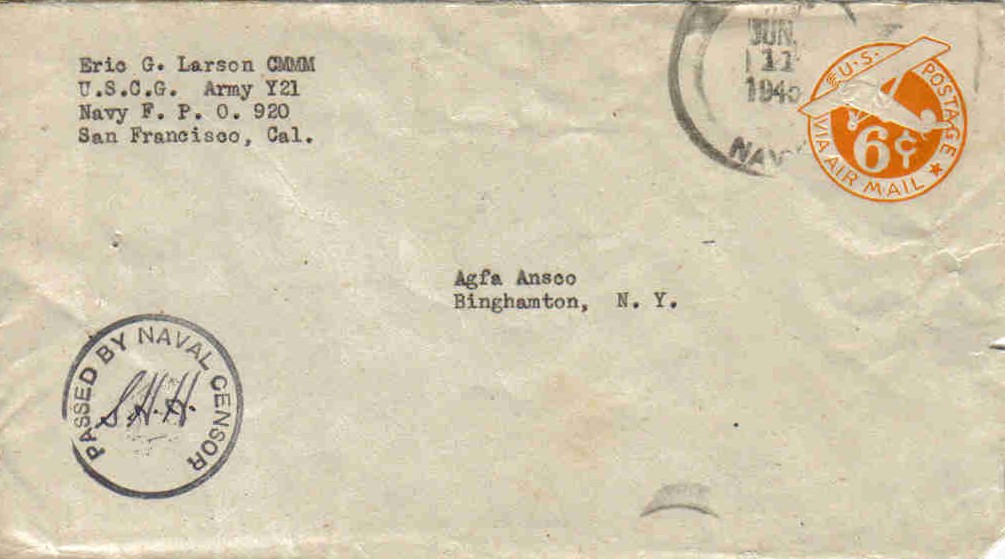 Eric G. Larson CMMM
U.S.C.G. Army Y21
Navy F. P. O. 920
San Francisco, Cal.
JUN
11
U.S. POSTAGE
VIA AIR MAIL
6¢
Agfa Ansco
Binghamton, N. Y.
PASSED BY NAVAL CENSOR
S.H.H.